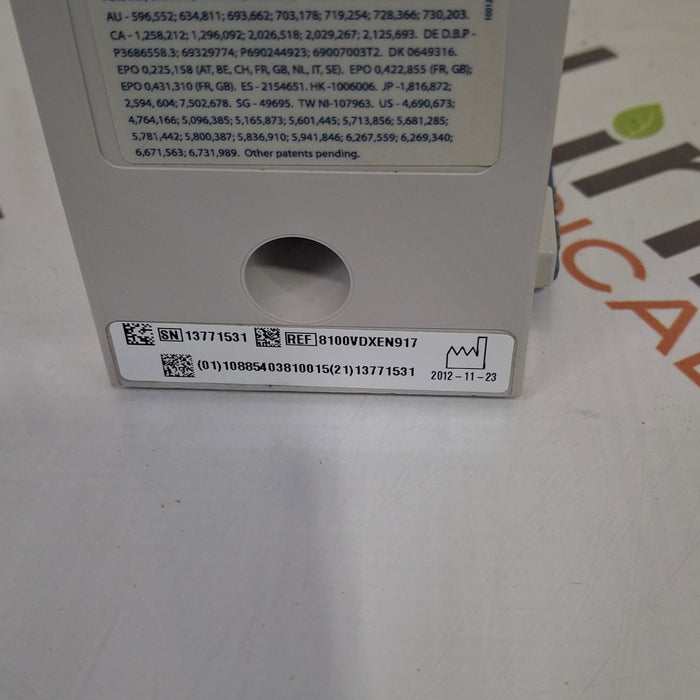 AU - 596,552; 634,811; 693,662; 703,178; 719,254; 728,366; 730,203.
CA - 1,258,212; 1,296,092; 2,026,518; 2,029,267; 2,125,693. DE D.B.P -
P3686558.3; 69329774; P690244923; 69007003T2. DK 0649316.
EPO 0,225,158 (AT, BE, CH, FR, GB, NL, IT, SE). EPO 0,422,855 (FR, GB);
EPO 0,431,310 (FR, GB). ES - 2154651. HK -1006006. JP -1,816,872;
2,594,604; 7,502,678. SG - 49695. TW NI-107963. US - 4,690,673;
4,764,166; 5,096,385; 5,165,873; 5,601,445; 5,713,856; 5,681,285;
5,781,442; 5,800,387; 5,836,910; 5,941,846; 6,267,559; 6,269,340;
6,671,563; 6,731,989. Other patents pending.
SN 13771531 REF 8100VDXEN917
(01)10885403810015(21)13771531
2012-11-23